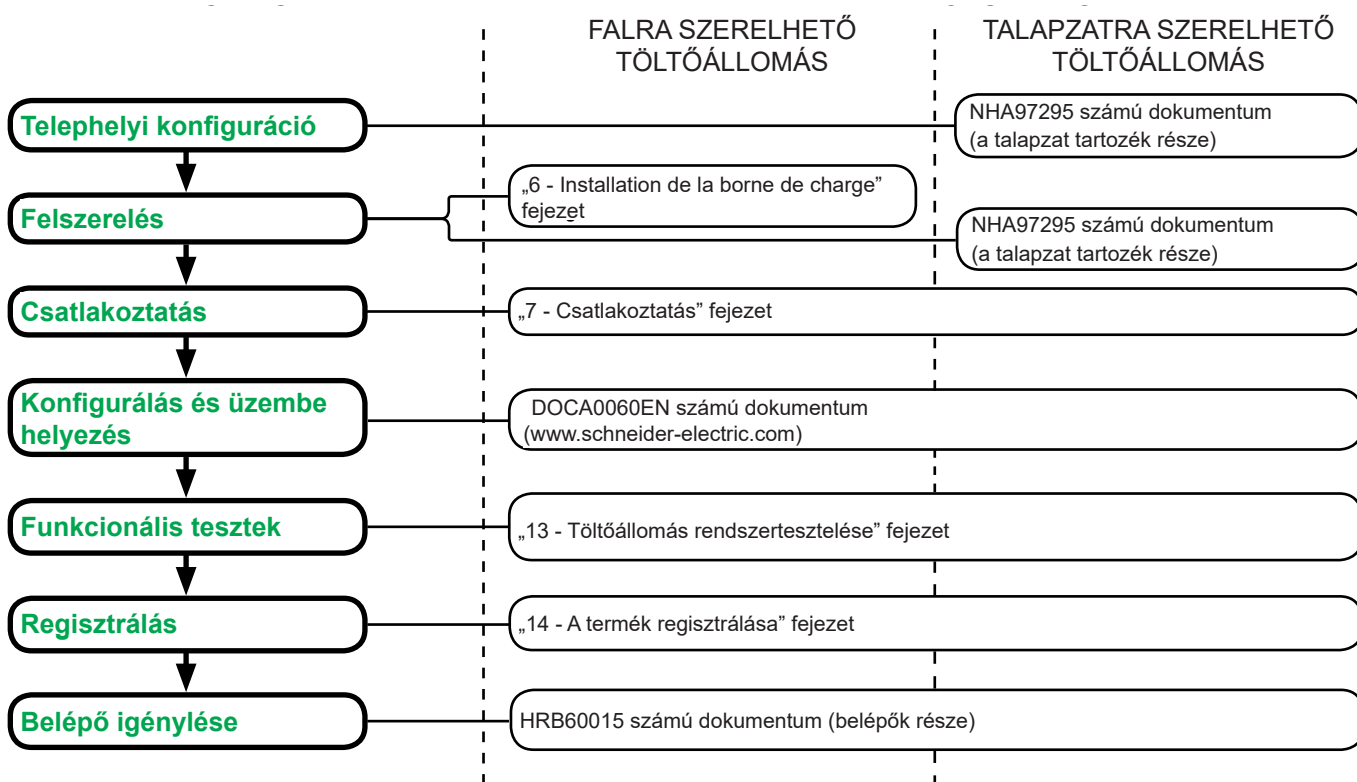 FALRA SZERELHETŐ
TÖLTŐÁLLOMÁS
TALAPZATRA SZERELHETŐ
TÖLTŐÁLLOMÁS
Telephelyi konfiguráció
NHA97295 számú dokumentum
(a talapzat tartozék része)
Felszerelés
„6 - Installation de la borne de charge”
fejezet
NHA97295 számú dokumentum
(a talapzat tartozék része)
Csatlakoztatás
„7 - Csatlakoztatás” fejezet
Konfigurálás és üzembe
helyezés
DOCA0060EN számú dokumentum
(www.schneider-electric.com)
Funkcionális tesztek
„13 - Töltőállomás rendszertesztelése” fejezet
Regisztrálás
„14 - A termék regisztrálása” fejezet
Belépő igénylése
HRB60015 számú dokumentum (belépők része)